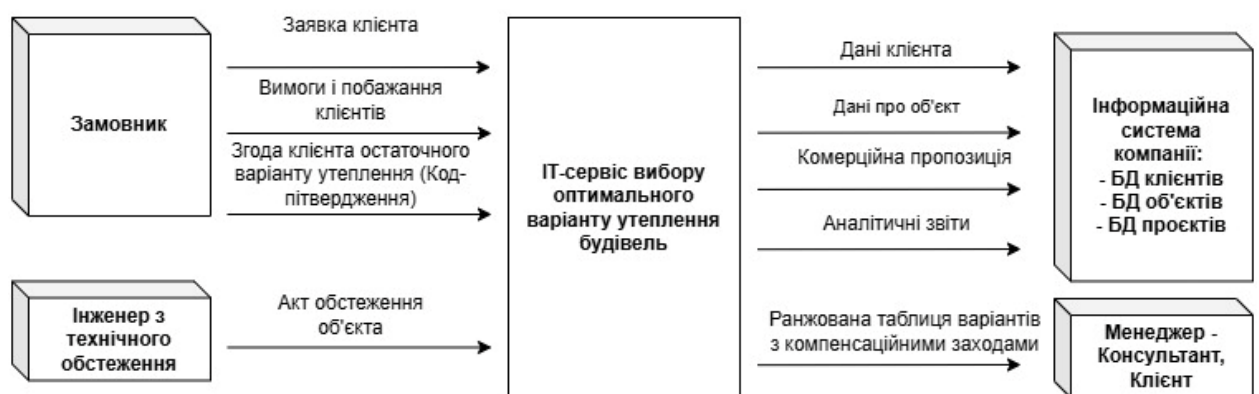 Замовник
Заявка клієнта
Вимоги і побажання
клієнтів
Згода клієнта остаточного
варіанту утеплення (Код-
пітвердження)
Інженер з
технічного
обстеження
Акт обстеження
об'єкта
ІТ-сервіс вибору
оптимального
варіанту утеплення
будівель
Дані клієнта
Дані про об'єкт
Комерційна пропозиція
Аналітичні звіти
Ранжована таблиця варіантів
з компенсаційними заходами
Інформаційна
система
компанії:
- БД клієнтів
- БД об'єктів
- БД проєктів
Менеджер -
Консультант,
Клієнт